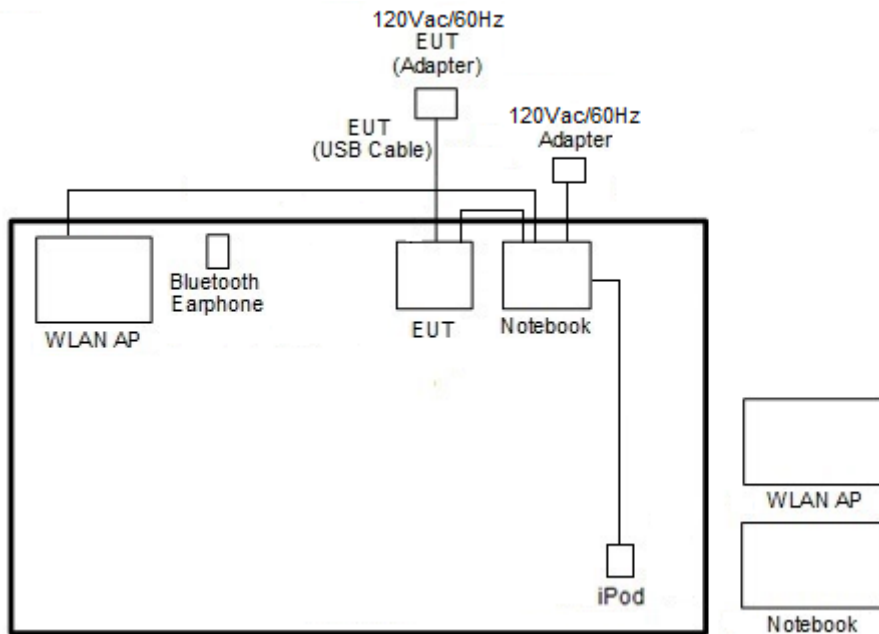 120Vac/60Hz
EUT
(Adapter)
EUT
(USB Cable)
120Vac/60Hz
Adapter
Bluetooth
Earphone
WLAN AP
EUT
Notebook
WLAN AP
iPod
Notebook